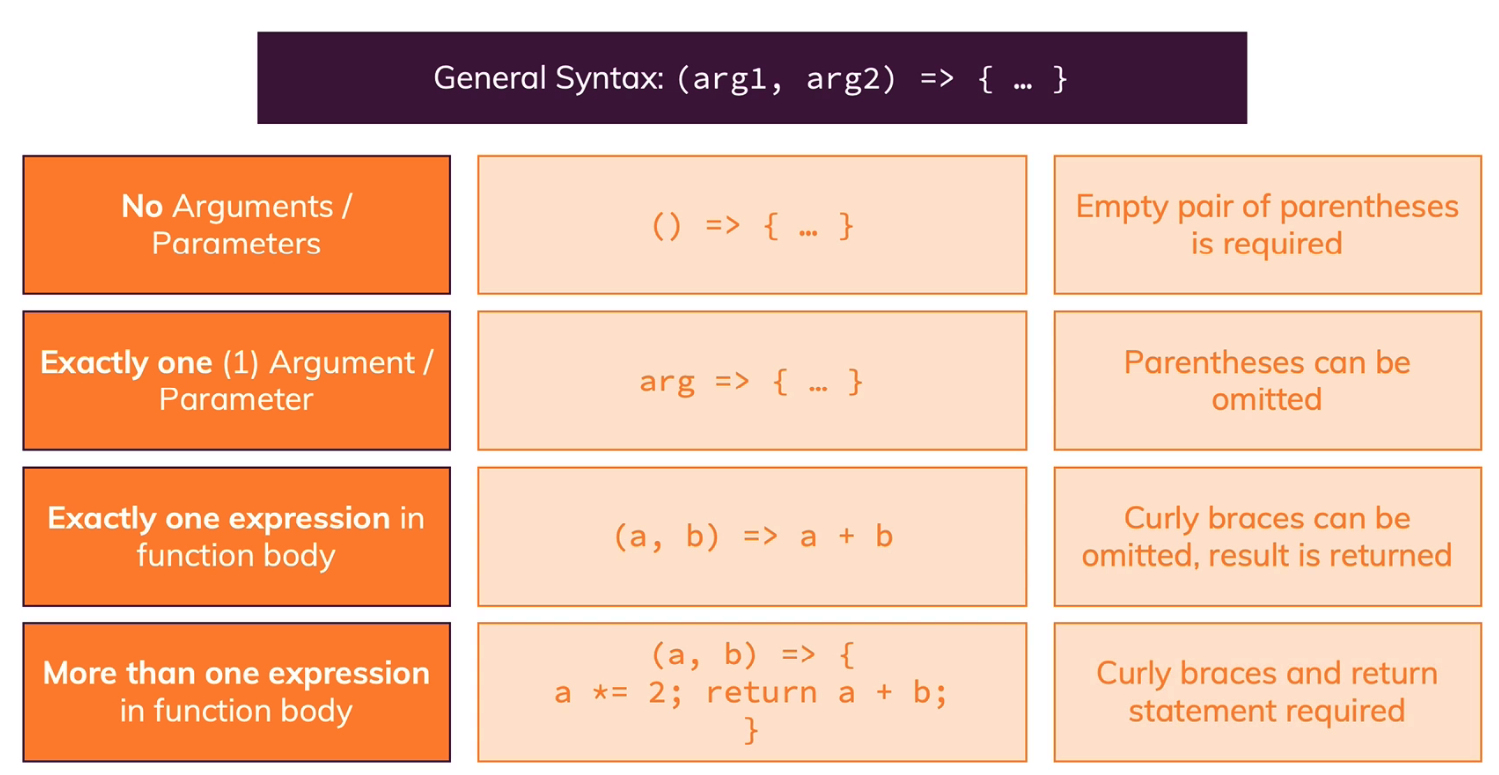 General Syntax: (arg1, arg2) => { … }
No Arguments /
Parameters
() => { … }
Empty pair of parentheses
is required
Exactly one (1) Argument /
Parameter
arg => { … }
Parentheses can be
omitted
Exactly one expression in
function body
(a, b) => a + b
Curly braces can be
omitted, result is returned
More than one expression
in function body
(a, b) => {
a *= 2; return a + b;
}
Curly braces and return
statement required